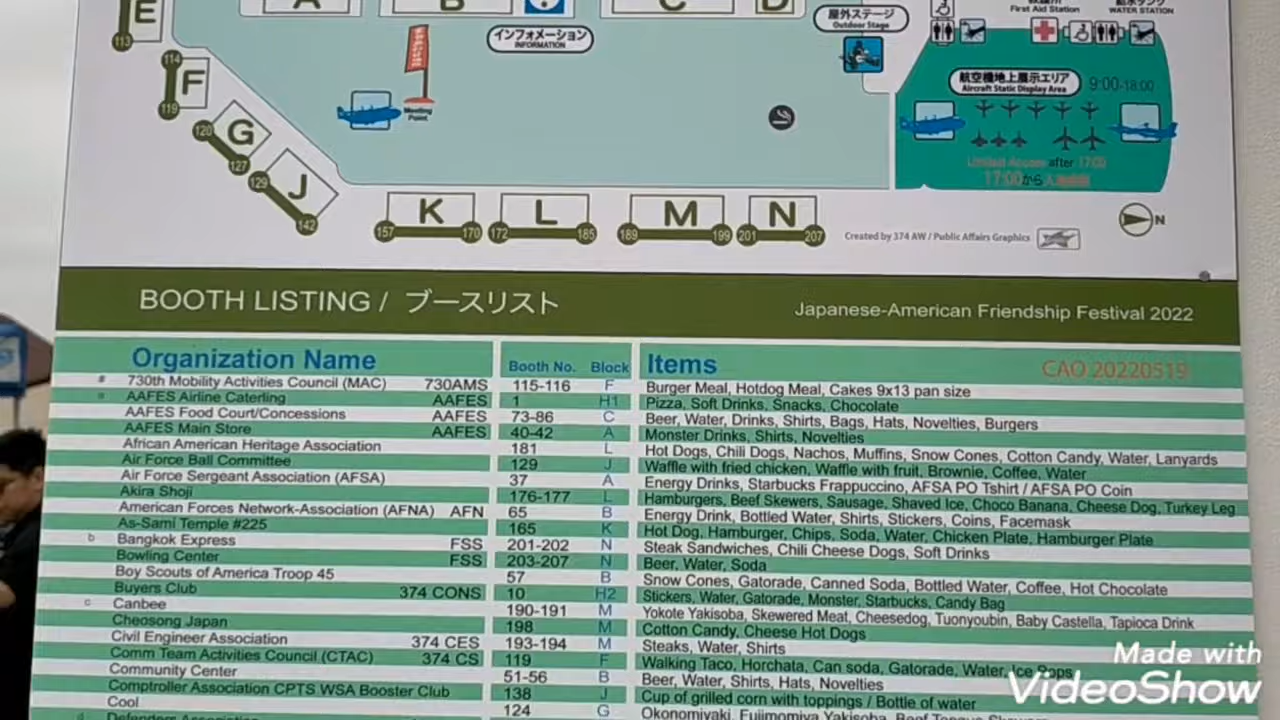 E
A
B
C
D
113
屋外ステージ
Outdoor Stage
First Aid Station
WATER STATION
インフォメーション
INFORMATION
114
F
119
Meeting
Point
航空機地上展示エリア
Aircraft Static Display Area
9:00-18:00
Limited Access after 17:00
17:00から
120
G
127
129
J
142
K
157
170
L
172
185
M
189
199
N
201
207
N
Created by 374 AW / Public Affairs Graphics
BOOTH LISTING / ブースリスト
Japanese-American Friendship Festival 2022
Organization Name Booth No. Block Items CAO 20220519
# 730th Mobility Activities Council (MAC) 730AMS 115-116 F Burger Meal, Hotdog Meal, Cakes 9x13 pan size
AAFES Airline Caterling AAFES 1 H1 Pizza, Soft Drinks, Snacks, Chocolate
AAFES Food Court/Concessions AAFES 73-86 C Beer, Water, Drinks, Shirts, Bags, Hats, Novelties, Burgers
AAFES Main Store AAFES 40-42 A Monster Drinks, Shirts, Novelties
African American Heritage Association 181 L Hot Dogs, Chili Dogs, Nachos, Muffins, Snow Cones, Cotton Candy, Water, Lanyards
Air Force Ball Committee 129 J Waffle with fried chicken, Waffle with fruit, Brownie, Coffee, Water
Air Force Sergeant Association (AFSA) 37 A Energy Drinks, Starbucks Frappuccino, AFSA PO Tshirt / AFSA PO Coin
Akira Shoji 176-177 L Hamburgers, Beef Skewers, Sausage, Shaved Ice, Choco Banana, Cheese Dog, Turkey Leg
American Forces Network-Association (AFNA) AFN 65 B Energy Drink, Bottled Water, Shirts, Stickers, Coins, Facemask
As-Sami Temple #225 165 K Hot Dog, Hamburger, Chips, Soda, Water, Chicken Plate, Hamburger Plate
b Bangkok Express FSS 201-202 N Steak Sandwiches, Chili Cheese Dogs, Soft Drinks
Bowling Center FSS 203-207 N Beer, Water, Soda
Boy Scouts of America Troop 45 57 B Snow Cones, Gatorade, Canned Soda, Bottled Water, Coffee, Hot Chocolate
Buyers Club 374 CONS 10 H2 Stickers, Water, Gatorade, Monster, Starbucks, Candy Bag
c Canbee 190-191 M Yokote Yakisoba, Skewered Meat, Cheesedog, Tuonyoubin, Baby Castella, Tapioca Drink
Cheosong Japan 198 M Cotton Candy, Cheese Hot Dogs
Civil Engineer Association 374 CES 193-194 M Steaks, Water, Shirts
Comm Team Activities Council (CTAC) 374 CS 119 F Walking Taco, Horchata, Can soda, Gatorade, Water, Ice Pops
Community Center 51-56 B Beer, Water, Shirts, Hats, Novelties
Comptroller Association CPTS WSA Booster Club 138 J Cup of grilled corn with toppings / Bottle of water
Cool 124 G Okonomiyaki, Fujinomiya Yakisoba, Beef Tongue
d Defenders Association
Made with
VideoShow